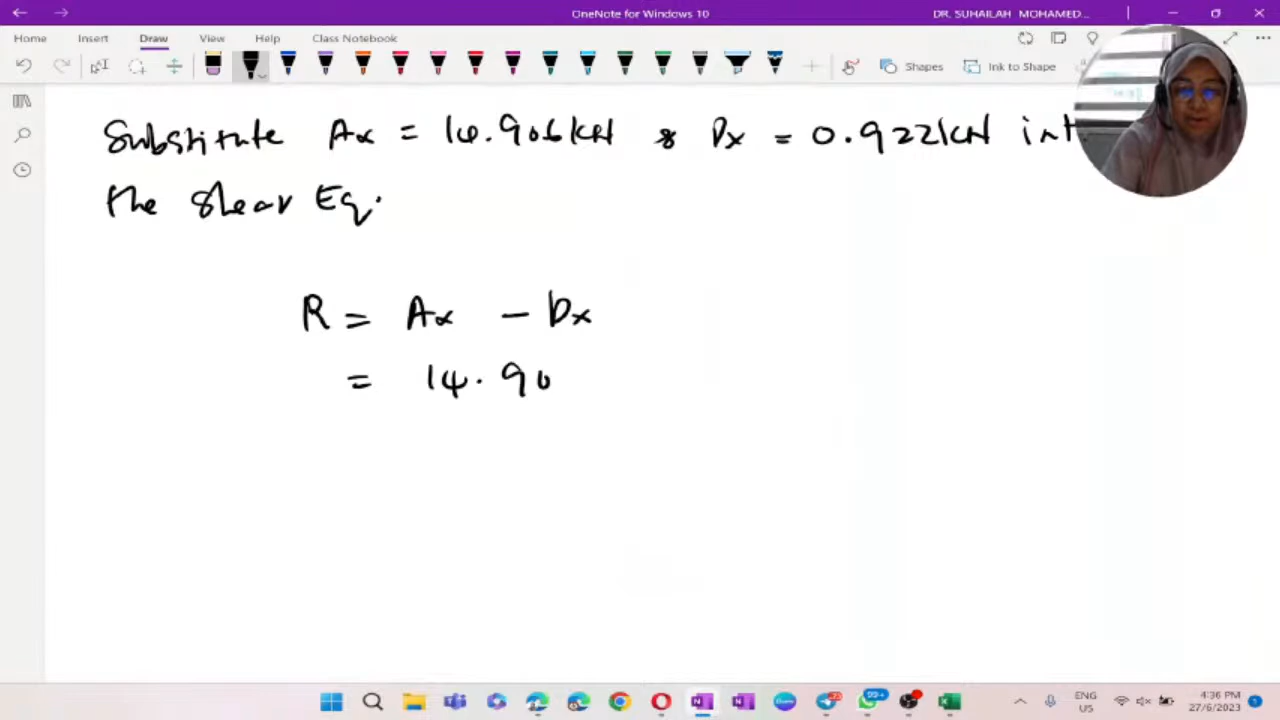 OneNote for Windows 10
DR. SUHAILAH MOHAMED...
Home Insert Draw View Help Class Notebook
Shapes Ink to Shape
Substitute Ax = 14.906kN & Dx = 0.922kN int
the Shear Eq.
R = Ax - Dx
= 14.90
99+
ENG
US
4:36 PM
27/6/2023